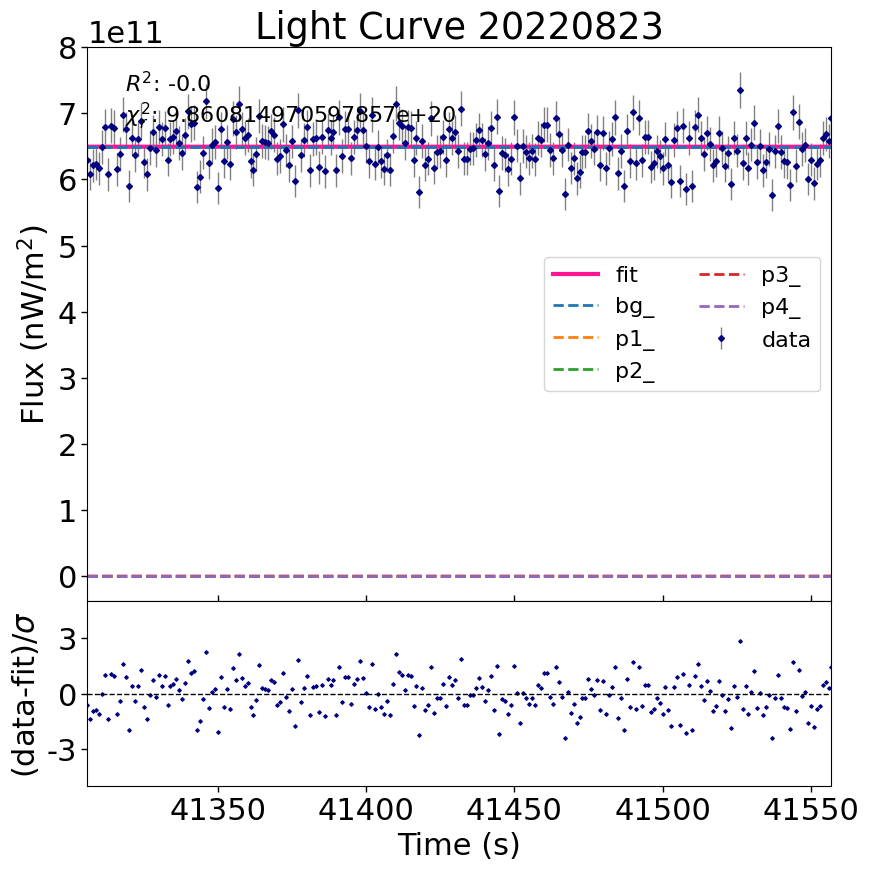 Light Curve 20220823
1e11
R²: -0.0
χ²: 9.8608149705978​57e+20
8
7
6
5
4
3
2
1
0
Flux (nW/m²)
fit
bg_
p1_
p2_
p3_
p4_
data
3
0
-3
(data-fit)/σ
41350 41400 41450 41500 41550
Time (s)